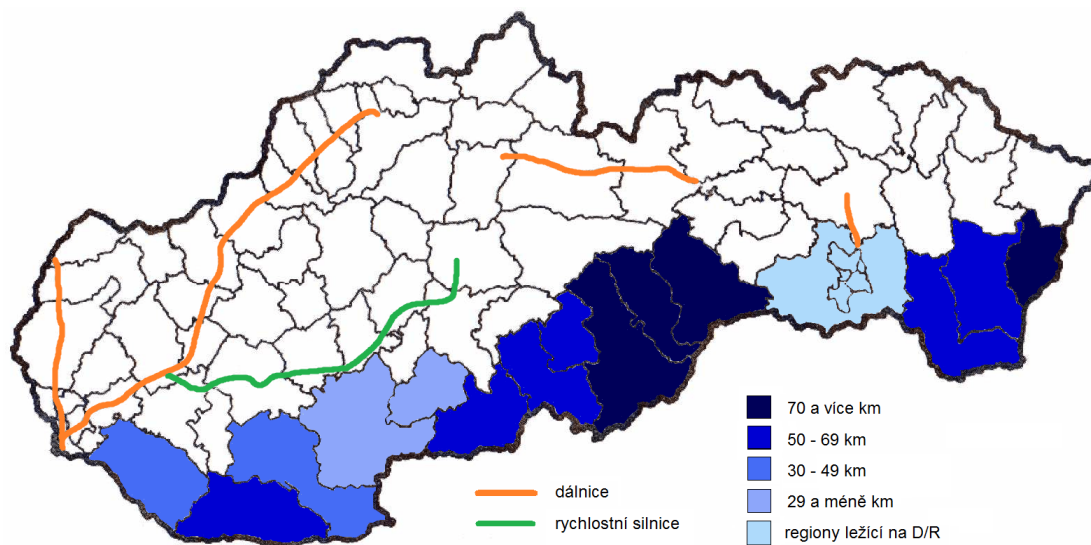 70 a více km
50 - 69 km
30 - 49 km
29 a méně km
regiony ležící na D/R
dálnice
rychlostní silnice